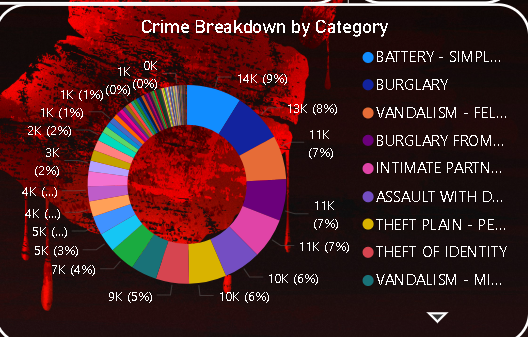 Crime Breakdown by Category
0K
1K
(0%)
(0%)
1K (1%)
1K (1%)
2K (2%)
3K
(2%)
4K (...)
4K (...)
5K (...)
5K (3%)
7K (4%)
9K (5%)
10K (6%)
10K (6%)
11K (7%)
11K
(7%)
11K
(7%)
13K (8%)
14K (9%)
BATTERY - SIMPL...
BURGLARY
VANDALISM - FEL...
BURGLARY FROM...
INTIMATE PARTN...
ASSAULT WITH D...
THEFT PLAIN - PE...
THEFT OF IDENTITY
VANDALISM - MI...